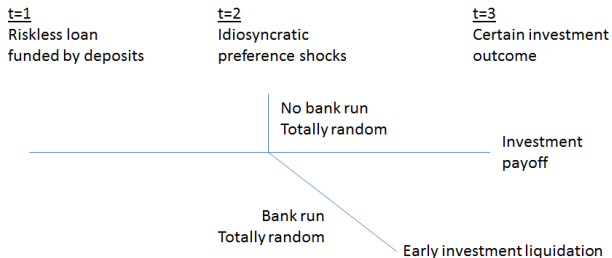 t=1
Riskless loan
funded by deposits
t=2
Idiosyncratic
preference shocks
t=3
Certain investment
outcome
No bank run
Totally random
Investment
payoff
Bank run
Totally random
Early investment liquidation